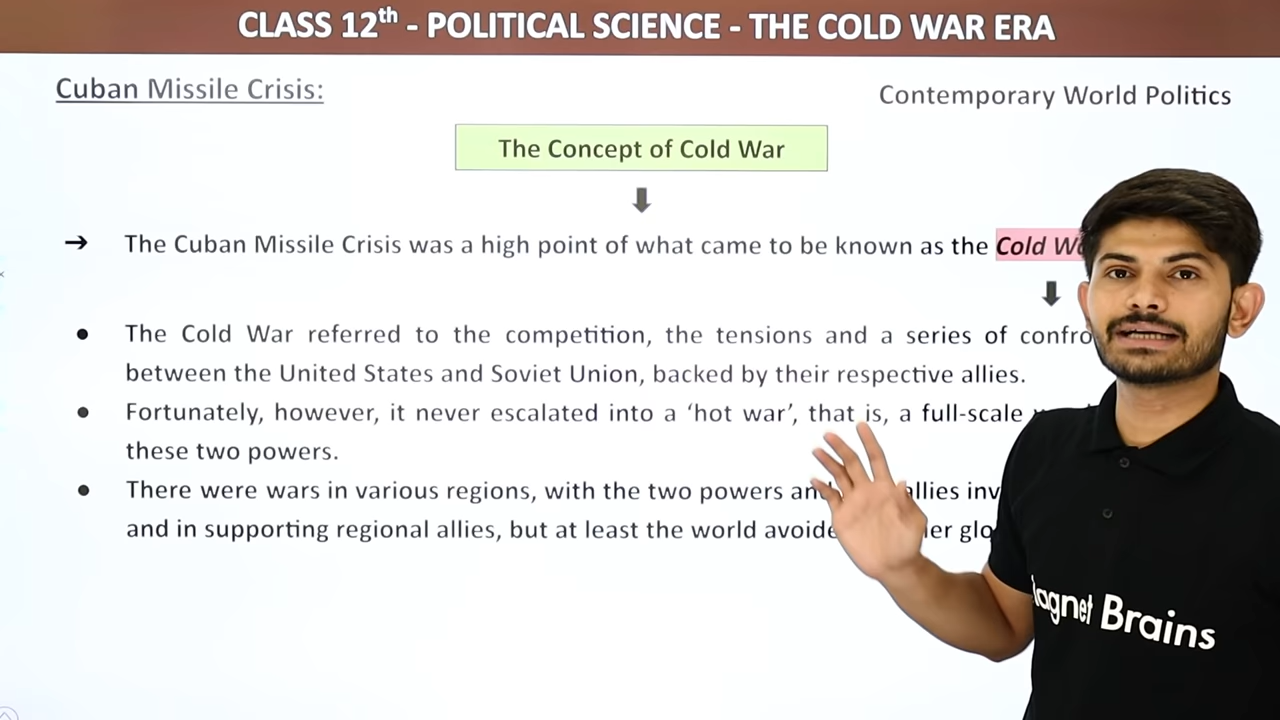 CLASS 12th - POLITICAL SCIENCE - THE COLD WAR ERA
Cuban Missile Crisis:
Contemporary World Politics
The Concept of Cold War
➔ The Cuban Missile Crisis was a high point of what came to be known as the Cold
● The Cold War referred to the competition, the tensions and a series of
between the United States and Soviet Union, backed by their respective allies.
● Fortunately, however, it never escalated into a ‘hot war’, that is, a full-scale
these two powers.
● There were wars in various regions, with the two powers and allies
and in supporting regional allies, but at least the world
Brains